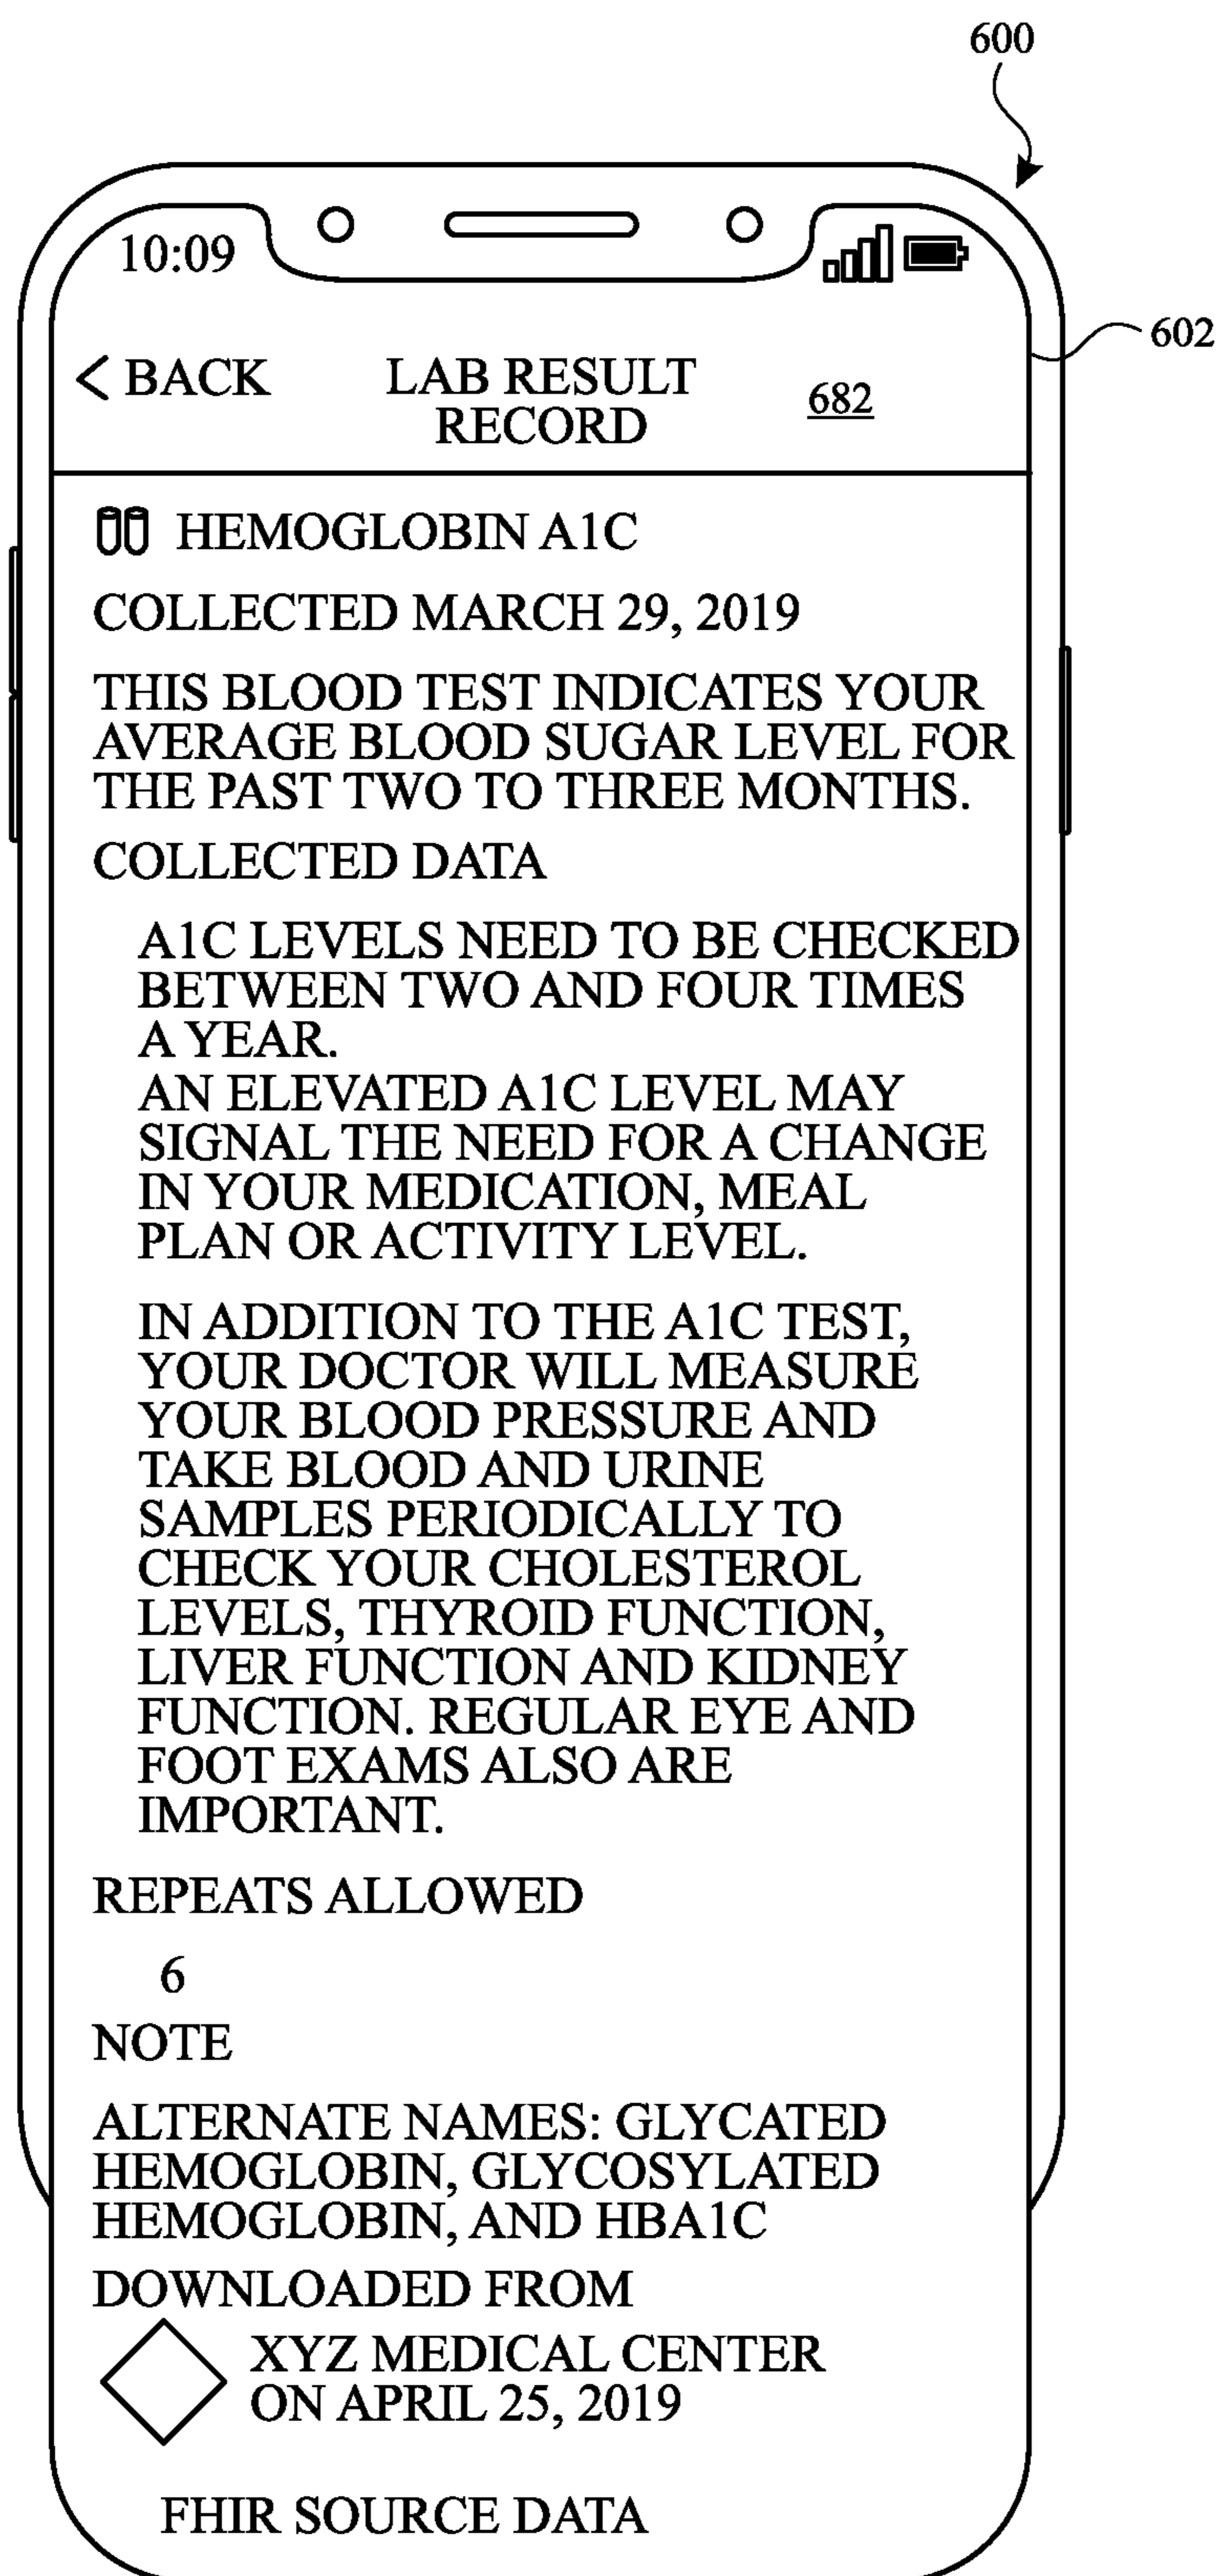 600
10:09
602
< BACK
LAB RESULT
RECORD
682
HEMOGLOBIN A1C
COLLECTED MARCH 29, 2019
THIS BLOOD TEST INDICATES YOUR
AVERAGE BLOOD SUGAR LEVEL FOR
THE PAST TWO TO THREE MONTHS.
COLLECTED DATA
A1C LEVELS NEED TO BE CHECKED
BETWEEN TWO AND FOUR TIMES
A YEAR.
AN ELEVATED A1C LEVEL MAY
SIGNAL THE NEED FOR A CHANGE
IN YOUR MEDICATION, MEAL
PLAN OR ACTIVITY LEVEL.
IN ADDITION TO THE A1C TEST,
YOUR DOCTOR WILL MEASURE
YOUR BLOOD PRESSURE AND
TAKE BLOOD AND URINE
SAMPLES PERIODICALLY TO
CHECK YOUR CHOLESTEROL
LEVELS, THYROID FUNCTION,
LIVER FUNCTION AND KIDNEY
FUNCTION. REGULAR EYE AND
FOOT EXAMS ALSO ARE
IMPORTANT.
REPEATS ALLOWED
6
NOTE
ALTERNATE NAMES: GLYCATED
HEMOGLOBIN, GLYCOSYLATED
HEMOGLOBIN, AND HBA1C
DOWNLOADED FROM
XYZ MEDICAL CENTER
ON APRIL 25, 2019
FHIR SOURCE DATA